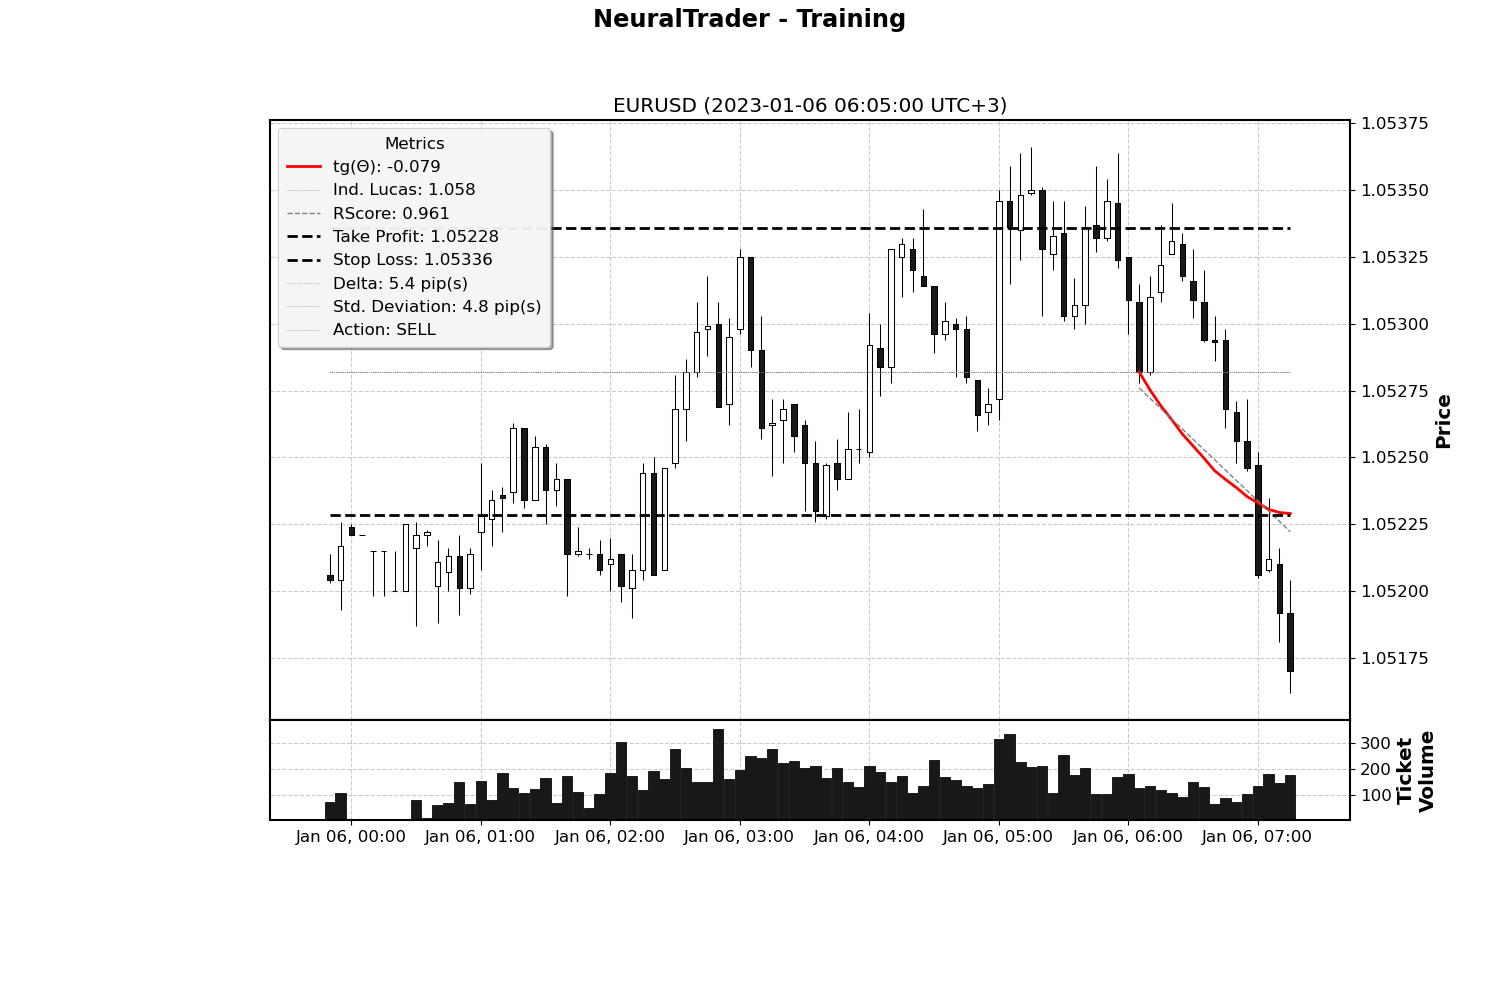 NeuralTrader - Training
EURUSD (2023-01-06 06:05:00 UTC+3)
Metrics
tg(Θ): -0.079
Ind. Lucas: 1.058
RScore: 0.961
Take Profit: 1.05228
Stop Loss: 1.05336
Delta: 5.4 pip(s)
Std. Deviation: 4.8 pip(s)
Action: SELL
1.05375
1.05350
1.05325
1.05300
1.05275
1.05250
1.05225
1.05200
1.05175
Price
300
200
100
Ticket
Volume
Jan 06, 00:00
Jan 06, 01:00
Jan 06, 02:00
Jan 06, 03:00
Jan 06, 04:00
Jan 06, 05:00
Jan 06, 06:00
Jan 06, 07:00